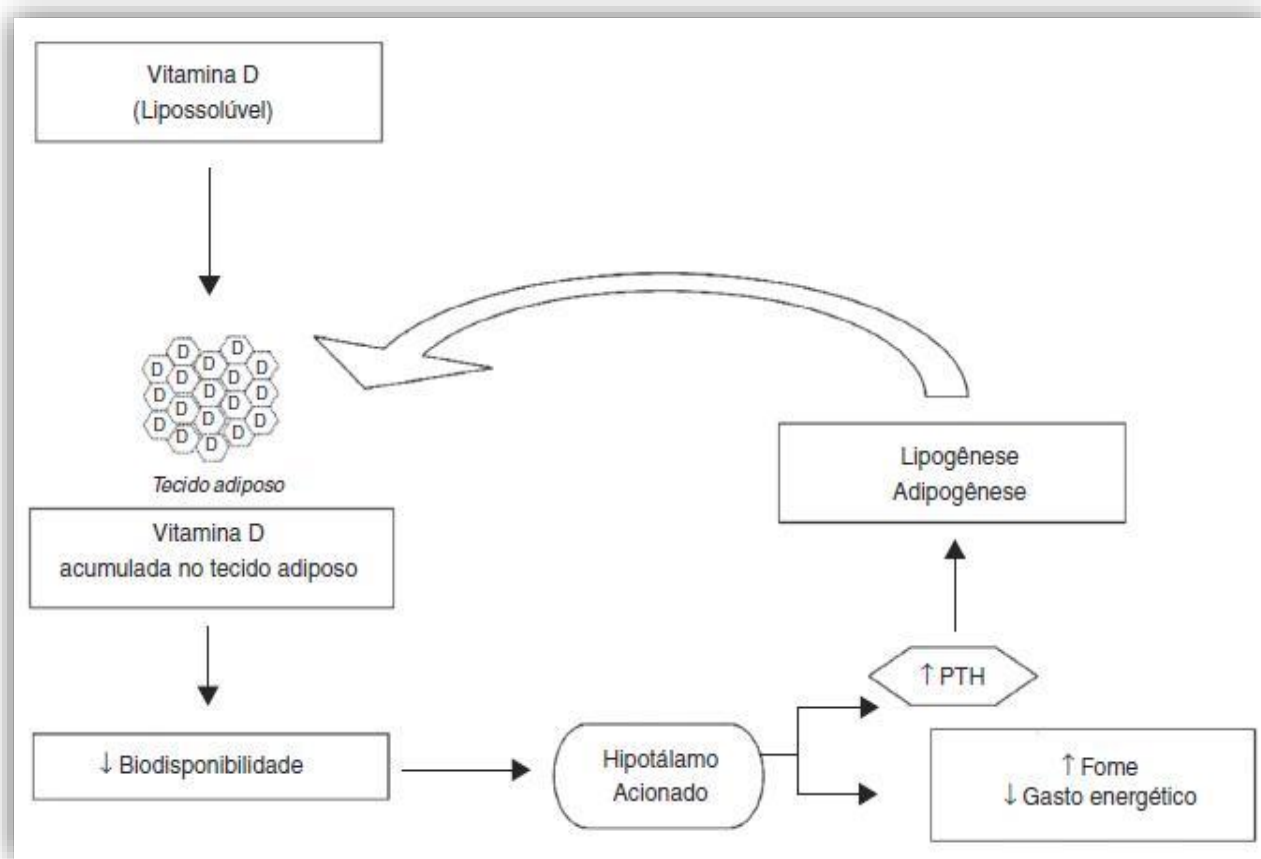 Vitamina D
(Lipossolúvel)
D
D D D
D D D D
D D D
D D D D
D D D
D D D D
D D D
D
Tecido adiposo
Vitamina D
acumulada no tecido adiposo
↓ Biodisponibilidade
Hipotálamo
Acionado
↑ PTH
Lipogênese
Adipogênese
↑ Fome
↓ Gasto energético